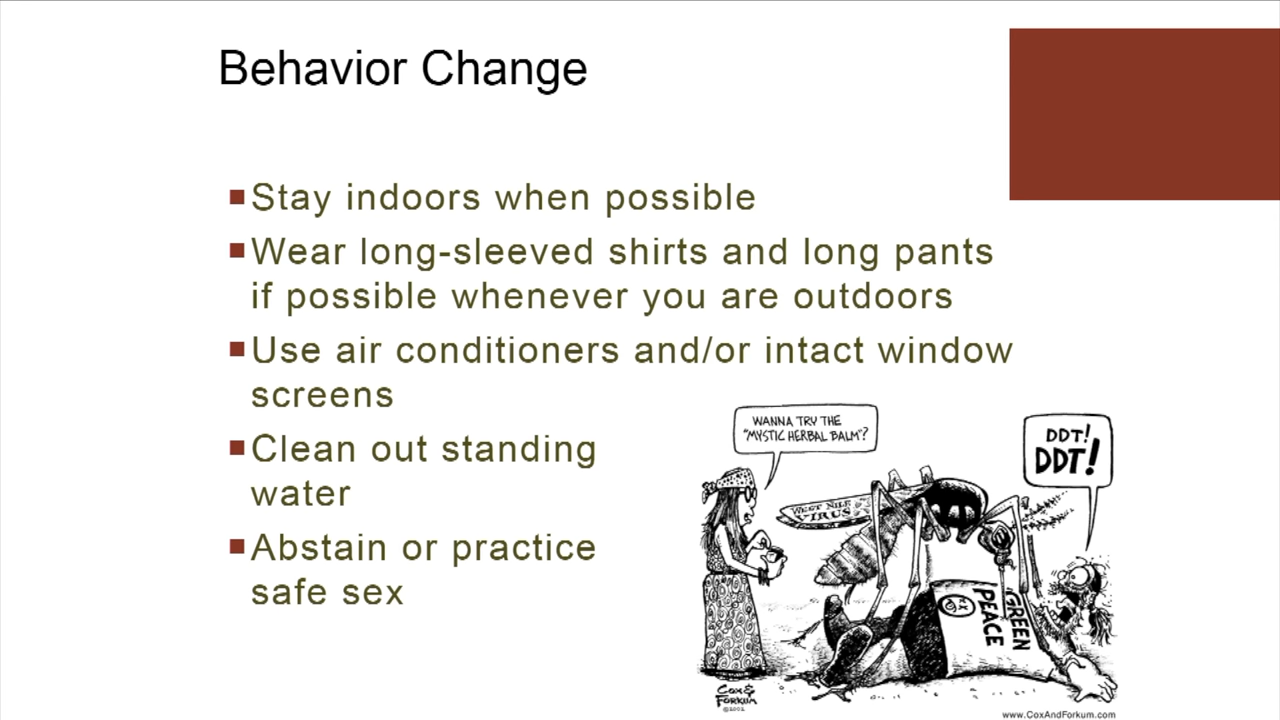 Behavior Change
Stay indoors when possible
Wear long-sleeved shirts and long pants
if possible whenever you are outdoors
Use air conditioners and/or intact window
screens
Clean out standing
water
Abstain or practice
safe sex
WANNA TRY THE
"MYSTIC HERBAL BALM"?
DDT!
DDT!
WEST NILE
VIRUS
GREEN
PEACE
COX &
FORKUM
©2002
www.CoxAndForkum.com